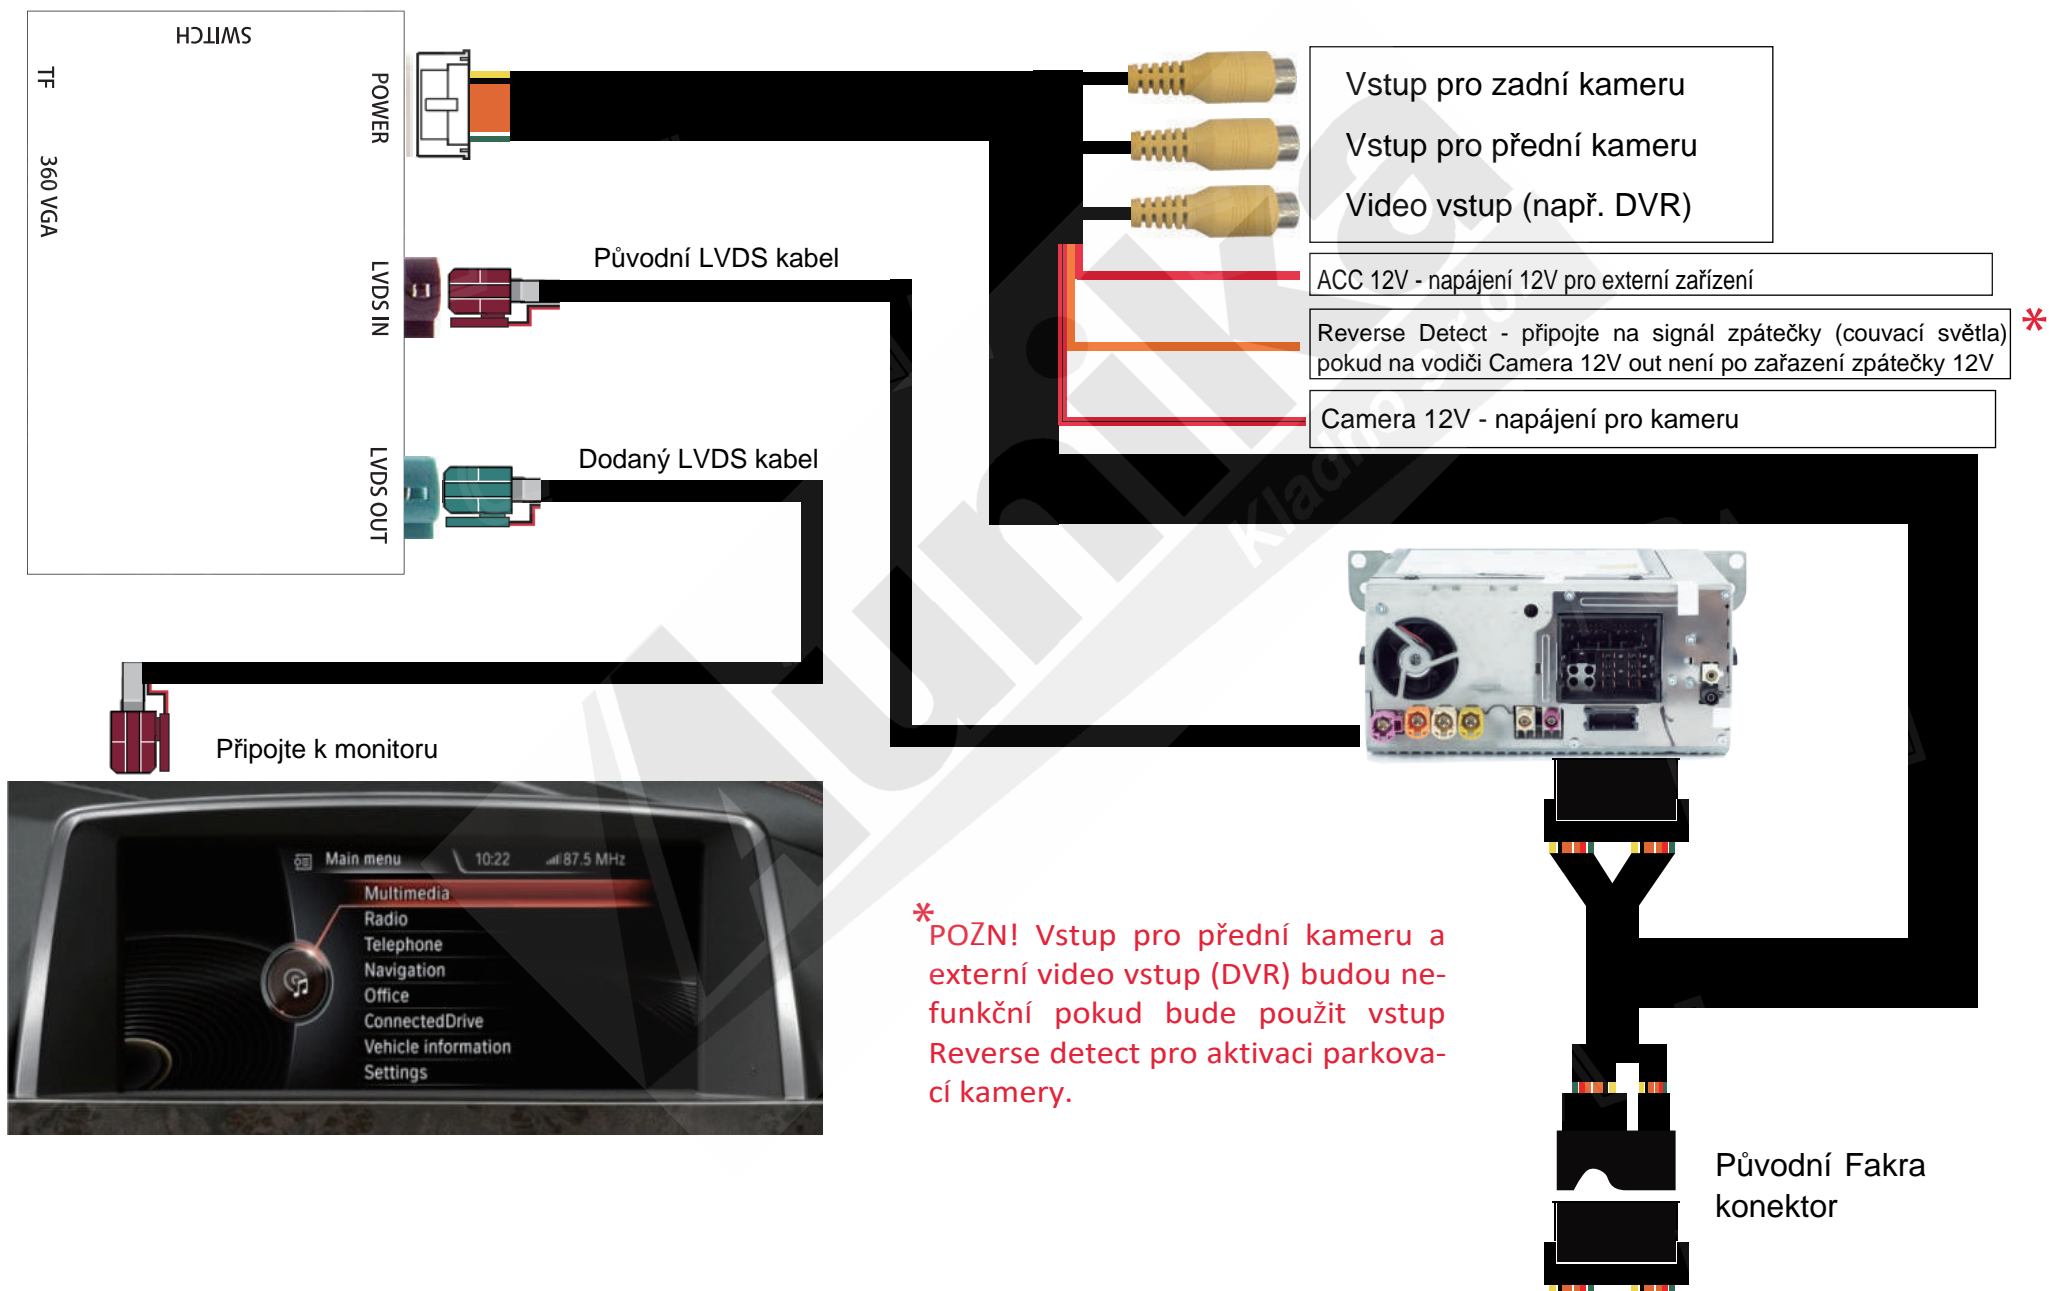 SWITCH
TF
360 VGA
POWER
LVDS IN
LVDS OUT
Vstup pro zadní kameru
Vstup pro přední kameru
Video vstup (např. DVR)
ACC 12V - napájení 12V pro externí zařízení
Reverse Detect - připojte na signál zpátečky (couvací světla) *
pokud na vodiči Camera 12V out není po zařazení zpátečky 12V
Camera 12V - napájení pro kameru
Původní LVDS kabel
Dodaný LVDS kabel
Připojte k monitoru
Main menu 10:22 87.5 MHz
Multimedia
Radio
Telephone
Navigation
Office
ConnectedDrive
Vehicle information
Settings
*POZN! Vstup pro přední kameru a
externí video vstup (DVR) budou ne-
funkční pokud bude použit vstup
Reverse detect pro aktivaci parkova-
cí kamery.
Původní Fakra
konektor
Aunika
Kladno s.r.o.